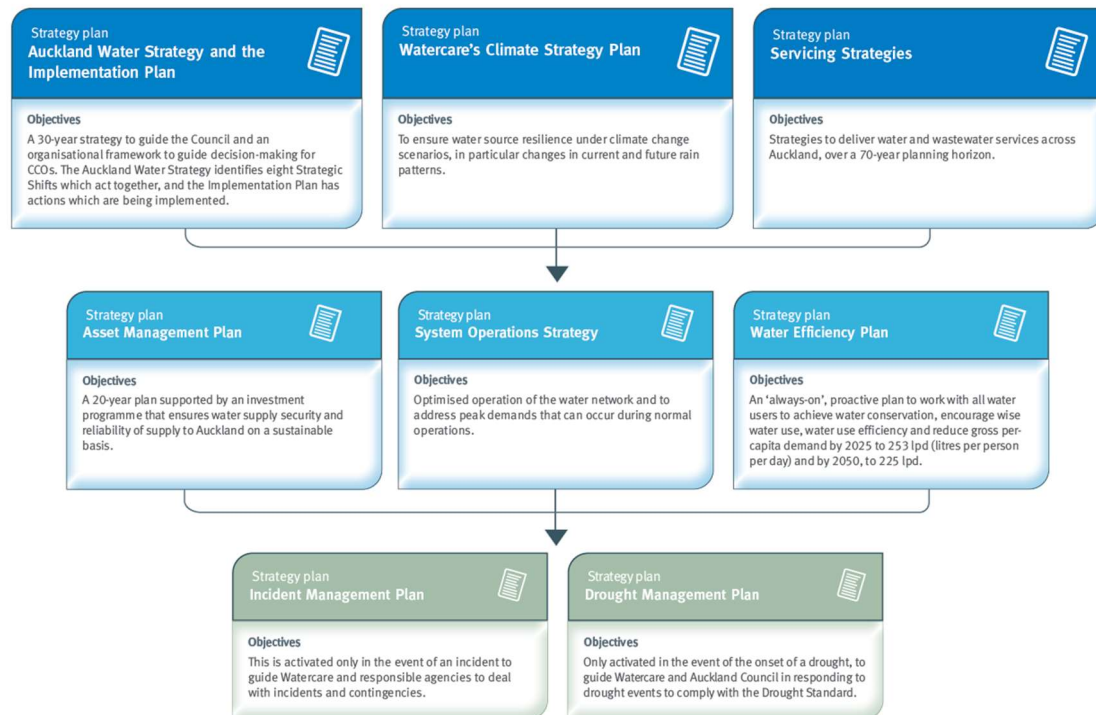 Strategy plan
Auckland Water Strategy and the
Implementation Plan
Objectives
A 30-year strategy to guide the Council and an
organisational framework to guide decision-making for
CCOs. The Auckland Water Strategy identifies eight Strategic
Shifts which act together, and the Implementation Plan has
actions which are being implemented.
Strategy plan
Watercare's Climate Strategy Plan
Objectives
To ensure water source resilience under climate change
scenarios, in particular changes in current and future rain
patterns.
Strategy plan
Servicing Strategies
Objectives
Strategies to deliver water and wastewater services across
Auckland, over a 70-year planning horizon.
Strategy plan
Asset Management Plan
Objectives
A 20-year plan supported by an investment
programme that ensures water supply security and
reliability of supply to Auckland on a sustainable
basis.
Strategy plan
System Operations Strategy
Objectives
Optimised operation of the water network and to
address peak demands that can occur during normal
operations.
Strategy plan
Water Efficiency Plan
Objectives
An ‘always-on’, proactive plan to work with all water
users to achieve water conservation, encourage wise
water use, water use efficiency and reduce gross per-
capita demand by 2025 to 253 lpd (litres per person
per day) and by 2050, to 225 lpd.
Strategy plan
Incident Management Plan
Objectives
This is activated only in the event of an incident to
guide Watercare and responsible agencies to deal
with incidents and contingencies.
Strategy plan
Drought Management Plan
Objectives
Only activated in the event of the onset of a drought, to
guide Watercare and Auckland Council in responding to
drought events to comply with the Drought Standard.